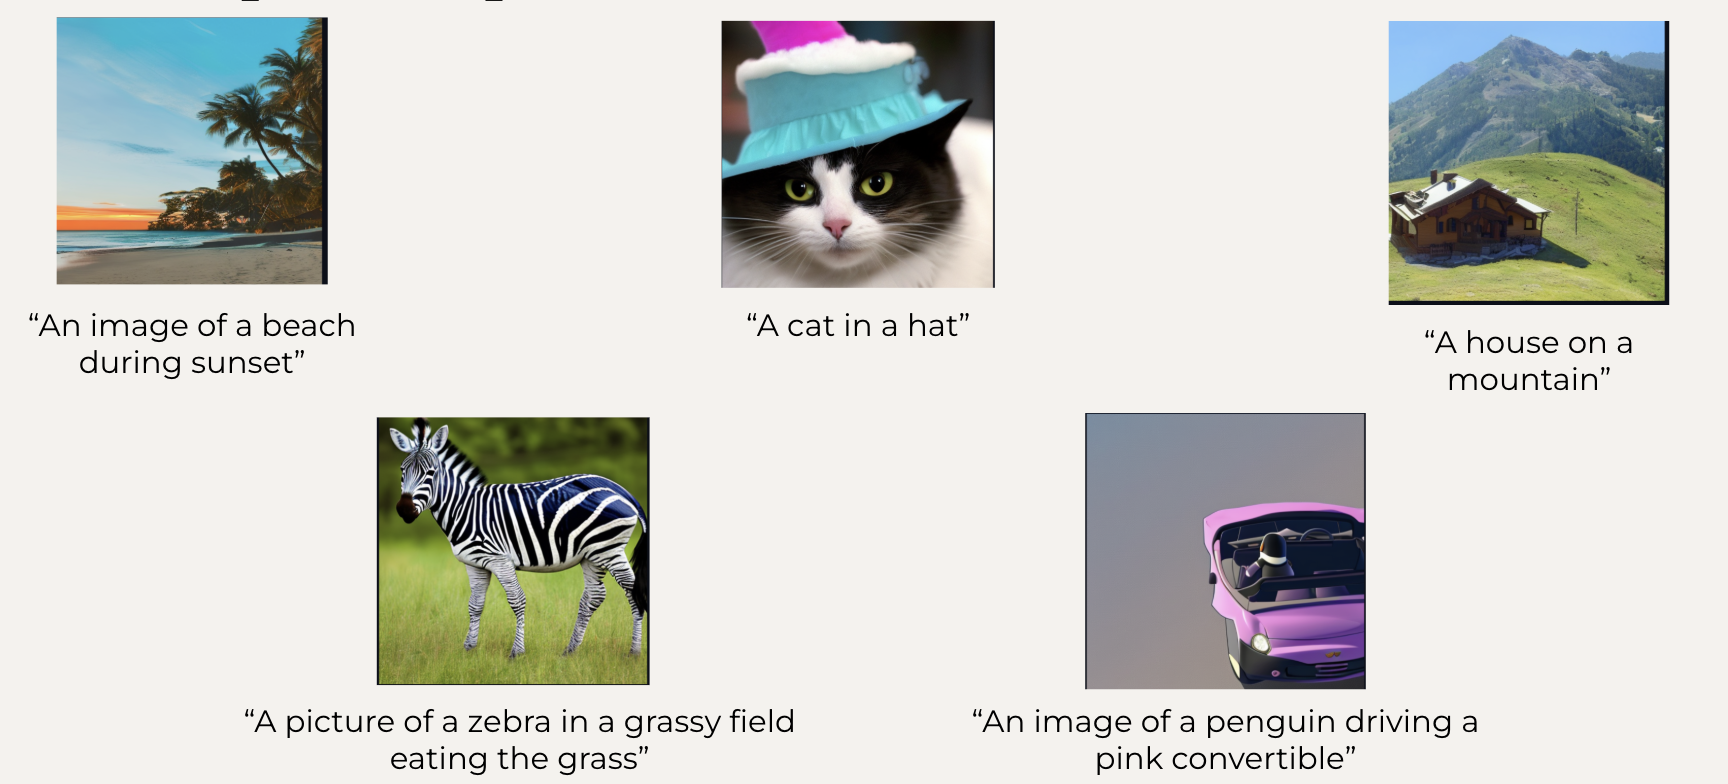 “An image of a beach
during sunset”
“A cat in a hat”
“A house on a
mountain”
“A picture of a zebra in a grassy field
eating the grass”
“An image of a penguin driving a
pink convertible”